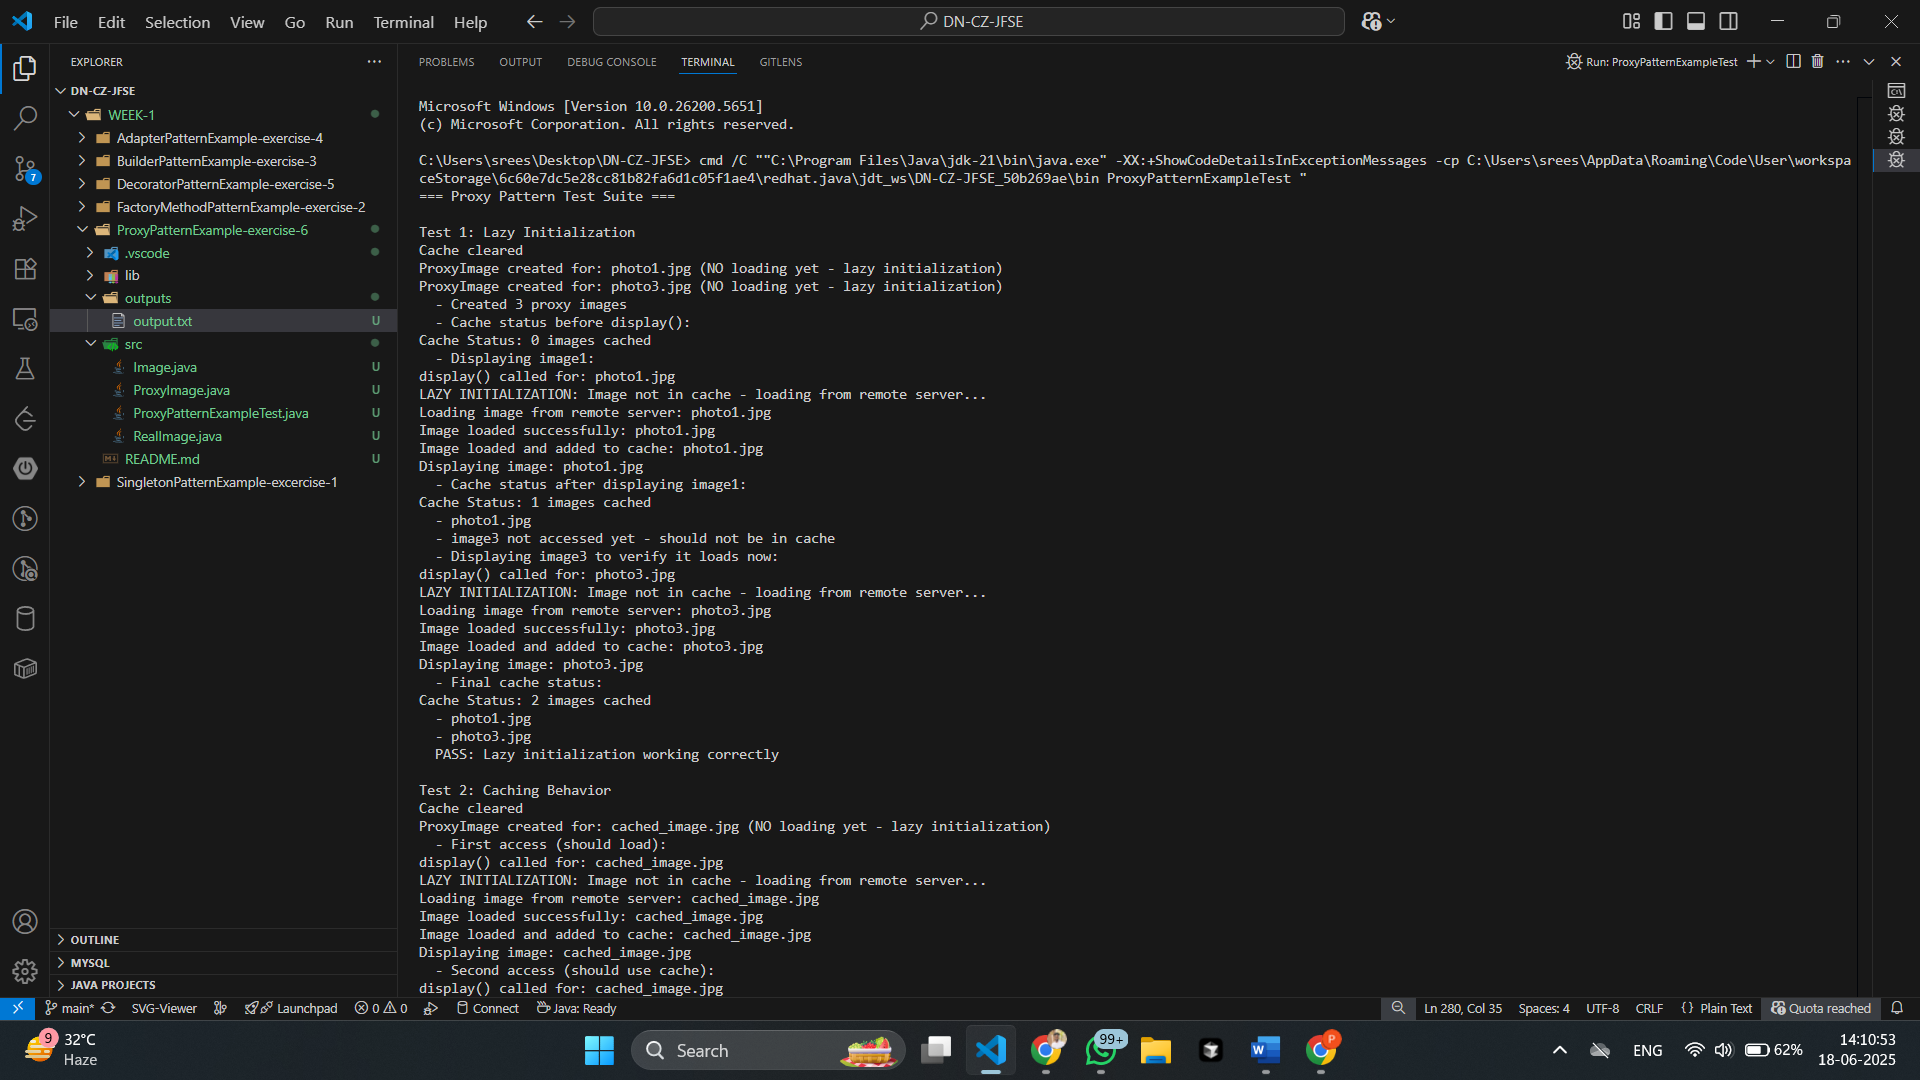 File Edit Selection View Go Run Terminal Help
DN-CZ-JFSE
EXPLORER
DN-CZ-JFSE
WEEK-1
AdapterPatternExample-exercise-4
BuilderPatternExample-exercise-3
DecoratorPatternExample-exercise-5
FactoryMethodPatternExample-exercise-2
ProxyPatternExample-exercise-6
.vscode
lib
outputs
output.txt U
src
Image.java U
ProxyImage.java U
ProxyPatternExampleTest.java U
RealImage.java U
README.md U
SingletonPatternExample-excercise-1
7
OUTLINE
MYSQL
JAVA PROJECTS
PROBLEMS OUTPUT DEBUG CONSOLE TERMINAL GITLENS
Run: ProxyPatternExampleTest
Microsoft Windows [Version 10.0.26200.5651]
(c) Microsoft Corporation. All rights reserved.
C:\Users\srees\Desktop\DN-CZ-JFSE> cmd /C ""C:\Program Files\Java\jdk-21\bin\java.exe" -XX:+ShowCodeDetailsInExceptionMessages -cp C:\Users\srees\AppData\Roaming\Code\User\workspa
ceStorage\6c60e7dc5e28cc81b82fa6d1c05f1ae4\redhat.java\jdt_ws\DN-CZ-JFSE_50b269ae\bin ProxyPatternExampleTest "
=== Proxy Pattern Test Suite ===
Test 1: Lazy Initialization
Cache cleared
ProxyImage created for: photo1.jpg (NO loading yet - lazy initialization)
ProxyImage created for: photo3.jpg (NO loading yet - lazy initialization)
- Created 3 proxy images
- Cache status before display():
Cache Status: 0 images cached
- Displaying image1:
display() called for: photo1.jpg
LAZY INITIALIZATION: Image not in cache - loading from remote server...
Loading image from remote server: photo1.jpg
Image loaded successfully: photo1.jpg
Image loaded and added to cache: photo1.jpg
Displaying image: photo1.jpg
- Cache status after displaying image1:
Cache Status: 1 images cached
- photo1.jpg
- image3 not accessed yet - should not be in cache
- Displaying image3 to verify it loads now:
display() called for: photo3.jpg
LAZY INITIALIZATION: Image not in cache - loading from remote server...
Loading image from remote server: photo3.jpg
Image loaded successfully: photo3.jpg
Image loaded and added to cache: photo3.jpg
Displaying image: photo3.jpg
- Final cache status:
Cache Status: 2 images cached
- photo1.jpg
- photo3.jpg
PASS: Lazy initialization working correctly
Test 2: Caching Behavior
Cache cleared
ProxyImage created for: cached_image.jpg (NO loading yet - lazy initialization)
- First access (should load):
display() called for: cached_image.jpg
LAZY INITIALIZATION: Image not in cache - loading from remote server...
Loading image from remote server: cached_image.jpg
Image loaded successfully: cached_image.jpg
Image loaded and added to cache: cached_image.jpg
Displaying image: cached_image.jpg
- Second access (should use cache):
display() called for: cached_image.jpg
main* SVG-Viewer Launchpad 0 0 Connect Java: Ready Ln 280, Col 35 Spaces: 4 UTF-8 CRLF {} Plain Text Quota reached
9
32°C
Haze
Search
99+
P
ENG
62%
14:10:53
18-06-2025